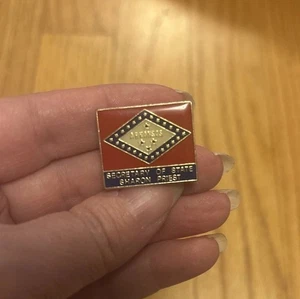 ARKANSAS
SECRETARY OF STATE
SHARON PRIEST